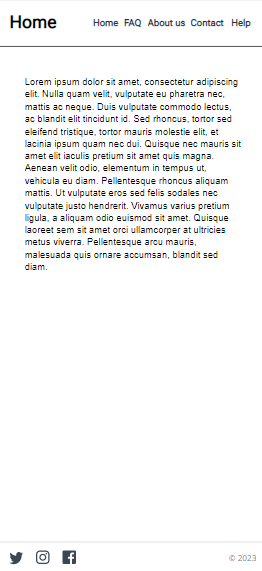 Home
Home FAQ About us Contact Help
Lorem ipsum dolor sit amet, consectetur adipiscing
elit. Nulla quam velit, vulputate eu pharetra nec,
mattis ac neque. Duis vulputate commodo lectus,
ac blandit elit tincidunt id. Sed rhoncus, tortor sed
eleifend tristique, tortor mauris molestie elit, et
lacinia ipsum quam nec dui. Quisque nec mauris sit
amet elit iaculis pretium sit amet quis magna.
Aenean velit odio, elementum in tempus ut,
vehicula eu diam. Pellentesque rhoncus aliquam
mattis. Ut vulputate eros sed felis sodales nec
vulputate justo hendrerit. Vivamus varius pretium
ligula, a aliquam odio euismod sit amet. Quisque
laoreet sem sit amet orci ullamcorper at ultricies
metus viverra. Pellentesque arcu mauris,
malesuada quis ornare accumsan, blandit sed
diam.
© 2023